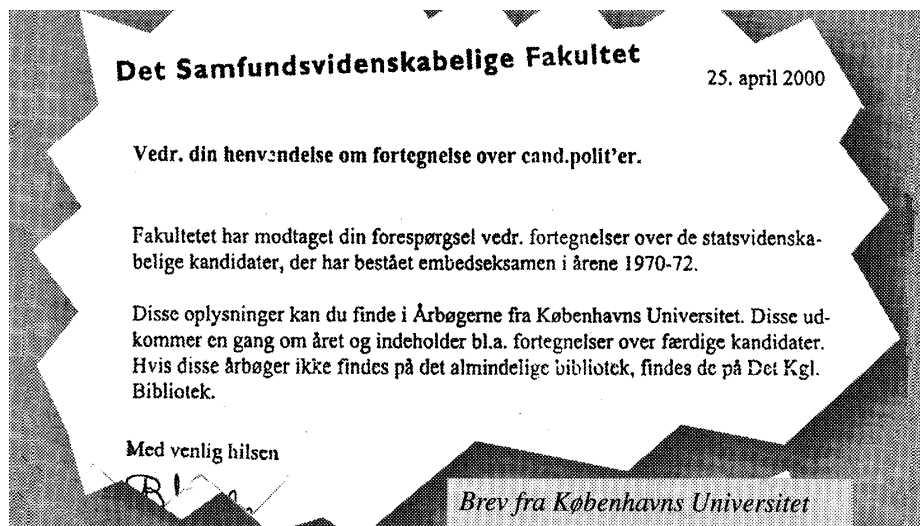 Det Samfundsvidenskabelige Fakultet
25. april 2000
Vedr. din henvendelse om fortegnelse over cand.polit'er.
Fakultetet har modtaget din forespørgsel vedr. fortegnelser over de statsvidenska-
belige kandidater, der har bestået embedseksamen i årene 1970-72.
Disse oplysninger kan du finde i Årbøgerne fra Københavns Universitet. Disse ud-
kommer en gang om året og indeholder bl.a. fortegnelser over færdige kandidater.
Hvis disse årbøger ikke findes på det almindelige bibliotek, findes de på Det Kgl.
Bibliotek.
Med venlig hilsen
Brev fra Københavns Universitet